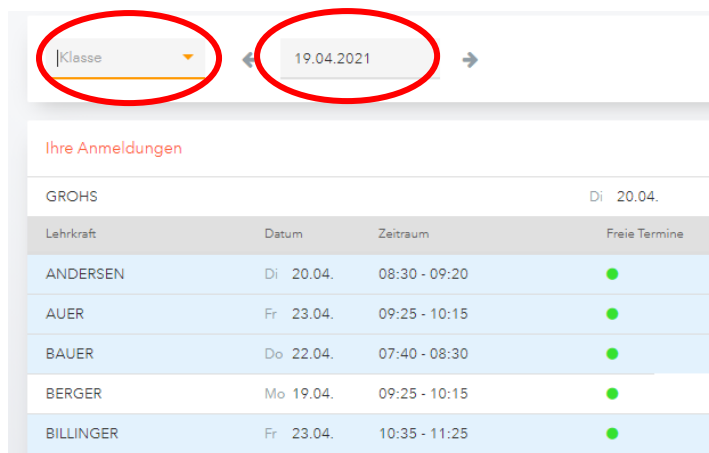 Klasse 19.04.2021
Ihre Anmeldungen
GROHS Di 20.04.
Lehrkraft Datum Zeitraum Freie Termine
ANDERSEN Di 20.04. 08:30 - 09:20
AUER Fr 23.04. 09:25 - 10:15
BAUER Do 22.04. 07:40 - 08:30
BERGER Mo 19.04. 09:25 - 10:15
BILLINGER Fr 23.04. 10:35 - 11:25